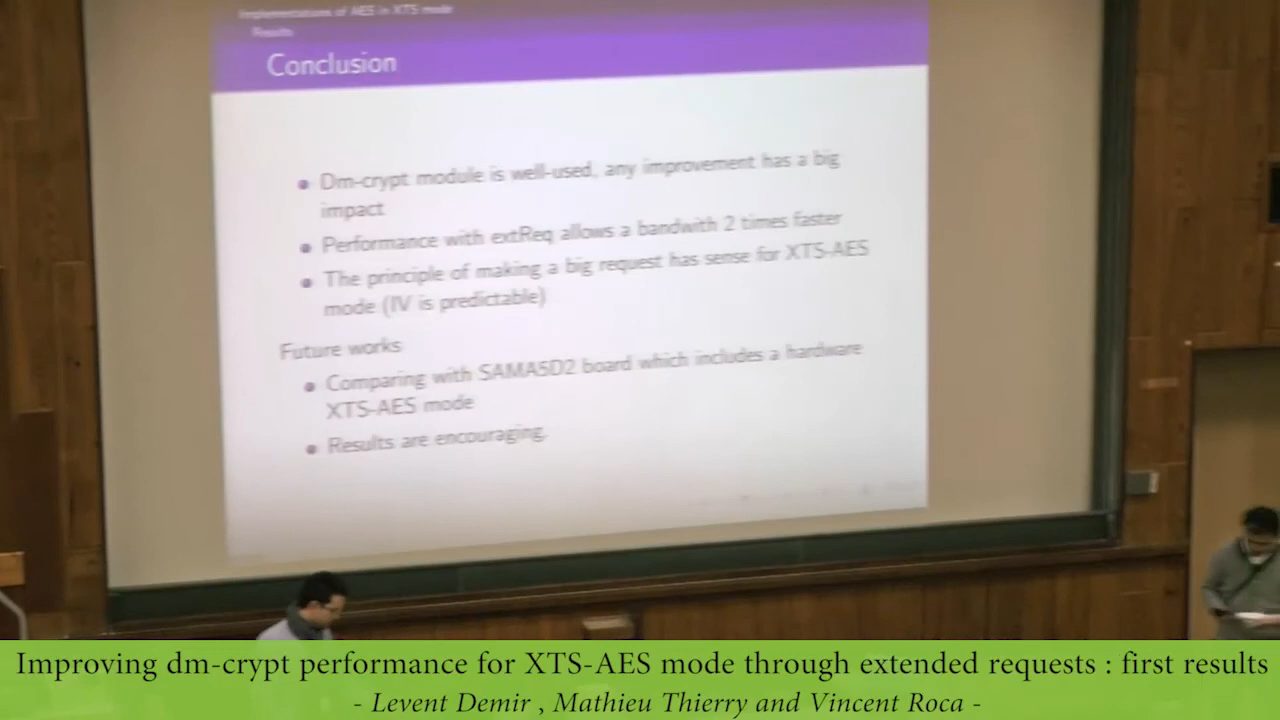 Implementations of AES in XTS mode
Results
Conclusion
Dm-crypt module is well-used, any improvement has a big
impact
Performance with extReq allows a bandwith 2 times faster
The principle of making a big request has sense for XTS-AES
mode (IV is predictable)
Future works
Comparing with SAMA5D2 board which includes a hardware
XTS-AES mode
Results are encouraging.
Improving dm-crypt performance for XTS-AES mode through extended requests : first results
- Levent Demir , Mathieu Thierry and Vincent Roca -